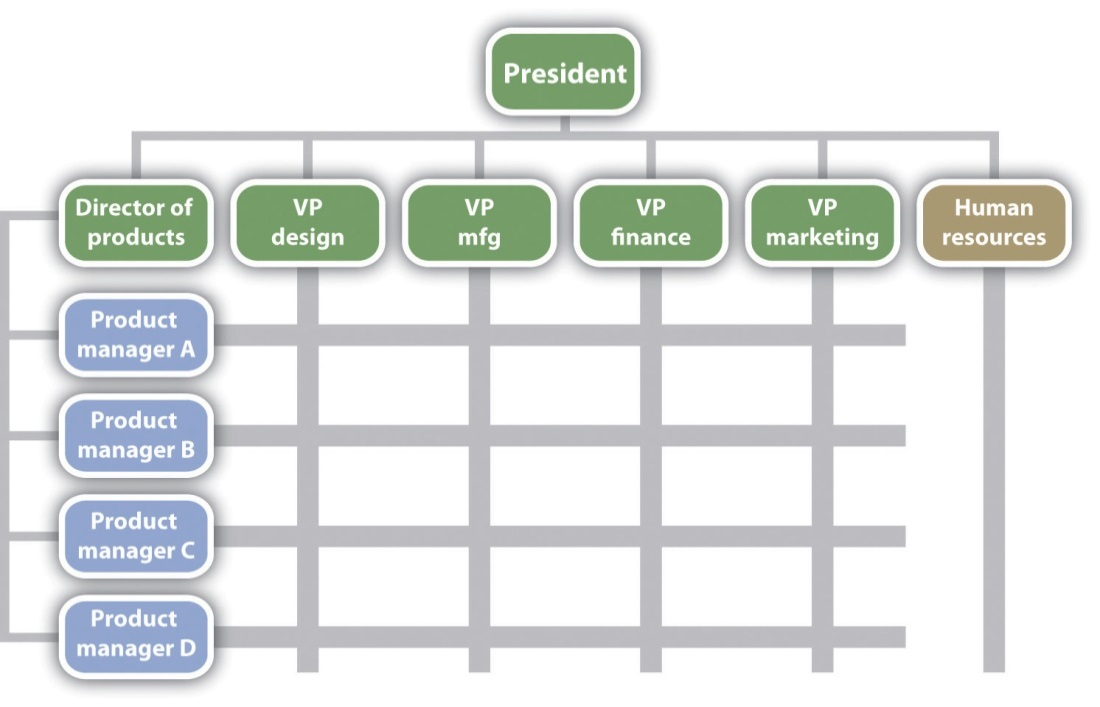 President
Director of
products
VP
design
VP
mfg
VP
finance
VP
marketing
Human
resources
Product
manager A
Product
manager B
Product
manager C
Product
manager D